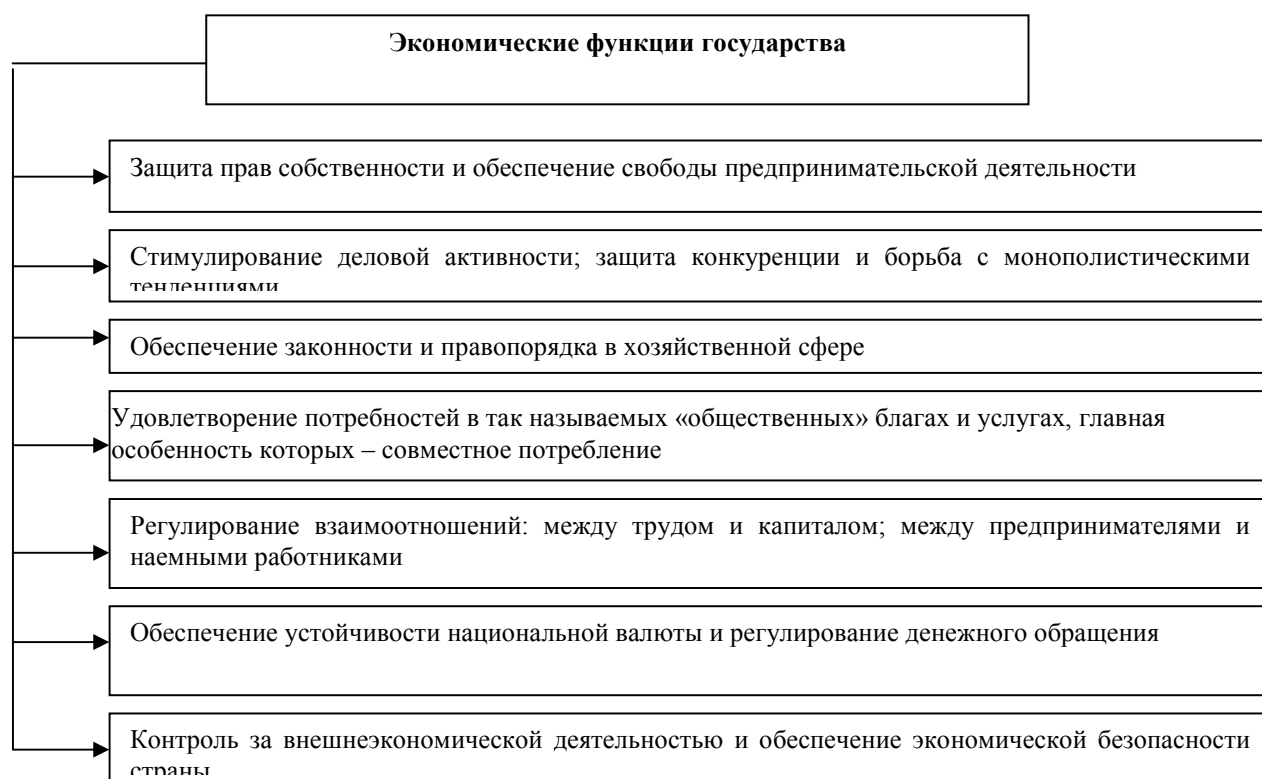 Экономические функции государства
Защита прав собственности и обеспечение свободы предпринимательской деятельности
Стимулирование деловой активности; защита конкуренции и борьба с монополистическими
тенденциями
Обеспечение законности и правопорядка в хозяйственной сфере
Удовлетворение потребностей в так называемых «общественных» благах и услугах, главная
особенность которых – совместное потребление
Регулирование взаимоотношений: между трудом и капиталом; между предпринимателями и
наемными работниками
Обеспечение устойчивости национальной валюты и регулирование денежного обращения
Контроль за внешнеэкономической деятельностью и обеспечение экономической безопасности
страны